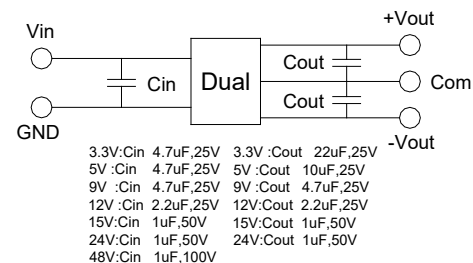 Vin
+Vout
Cin
Dual
Cout
Com
Cout
GND
-Vout
3.3V:Cin 4.7uF,25V 3.3V :Cout 22uF,25V
5V :Cin 4.7uF,25V 5V :Cout 10uF,25V
9V :Cin 4.7uF,25V 9V :Cout 4.7uF,25V
12V :Cin 2.2uF,25V 12V:Cout 2.2uF,25V
15V:Cin 1uF,50V 15V:Cout 1uF,50V
24V:Cin 1uF,50V 24V:Cout 1uF,50V
48V:Cin 1uF,100V